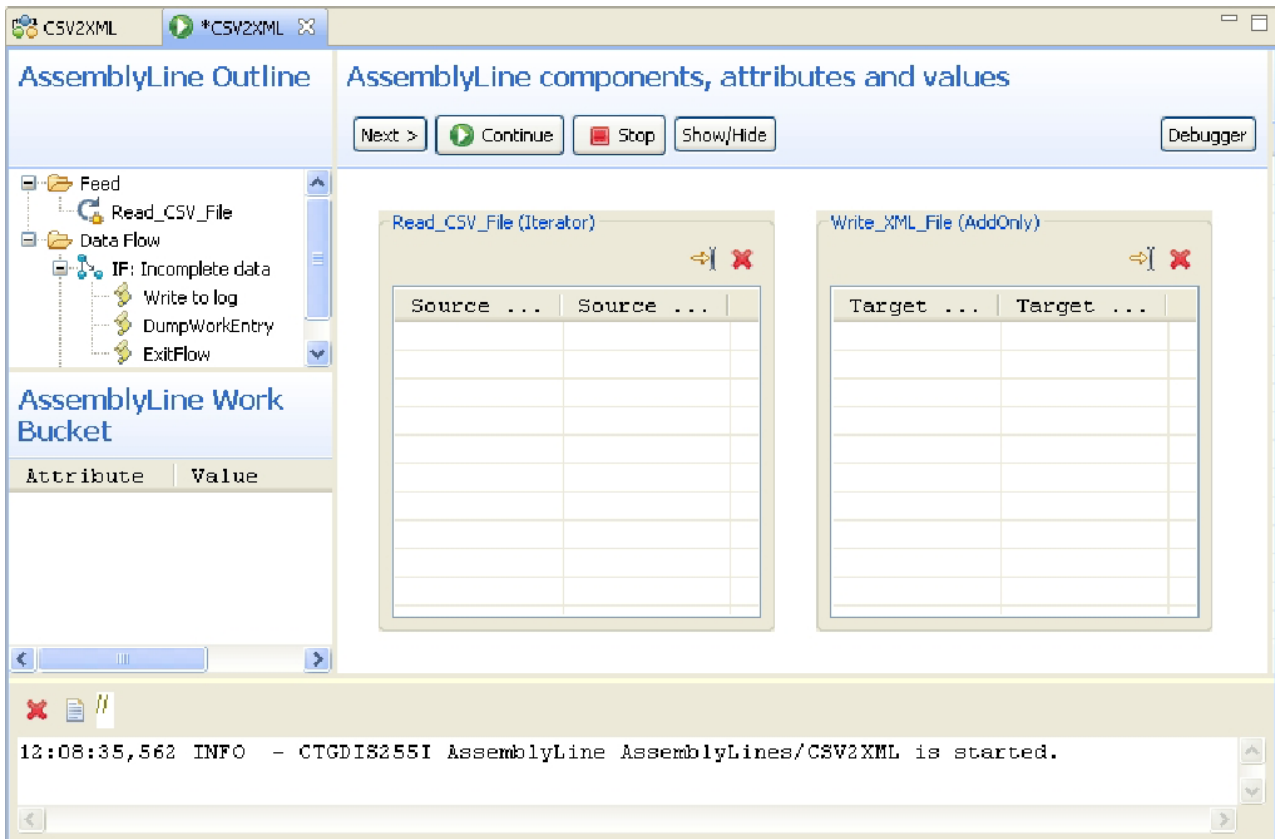 CSV2XML *CSV2XML
AssemblyLine Outline
AssemblyLine components, attributes and values
Next > Continue Stop Show/Hide Debugger
Feed
Read_CSV_File
Data Flow
IF: Incomplete data
Write to log
DumpWorkEntry
ExitFlow
AssemblyLine Work
Bucket
Attribute Value
Read_CSV_File (Iterator)
Source ... Source ...
Write_XML_File (AddOnly)
Target ... Target ...
12:08:35,562 INFO - CTGDIS255I AssemblyLine AssemblyLines/CSV2XML is started.